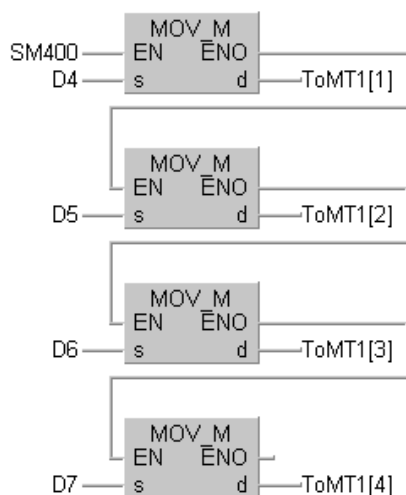 MOV_M
SM400 EN ENO
D4 s d ToMT1[1]
MOV_M
EN ENO
D5 s d ToMT1[2]
MOV_M
EN ENO
D6 s d ToMT1[3]
MOV_M
EN ENO
D7 s d ToMT1[4]